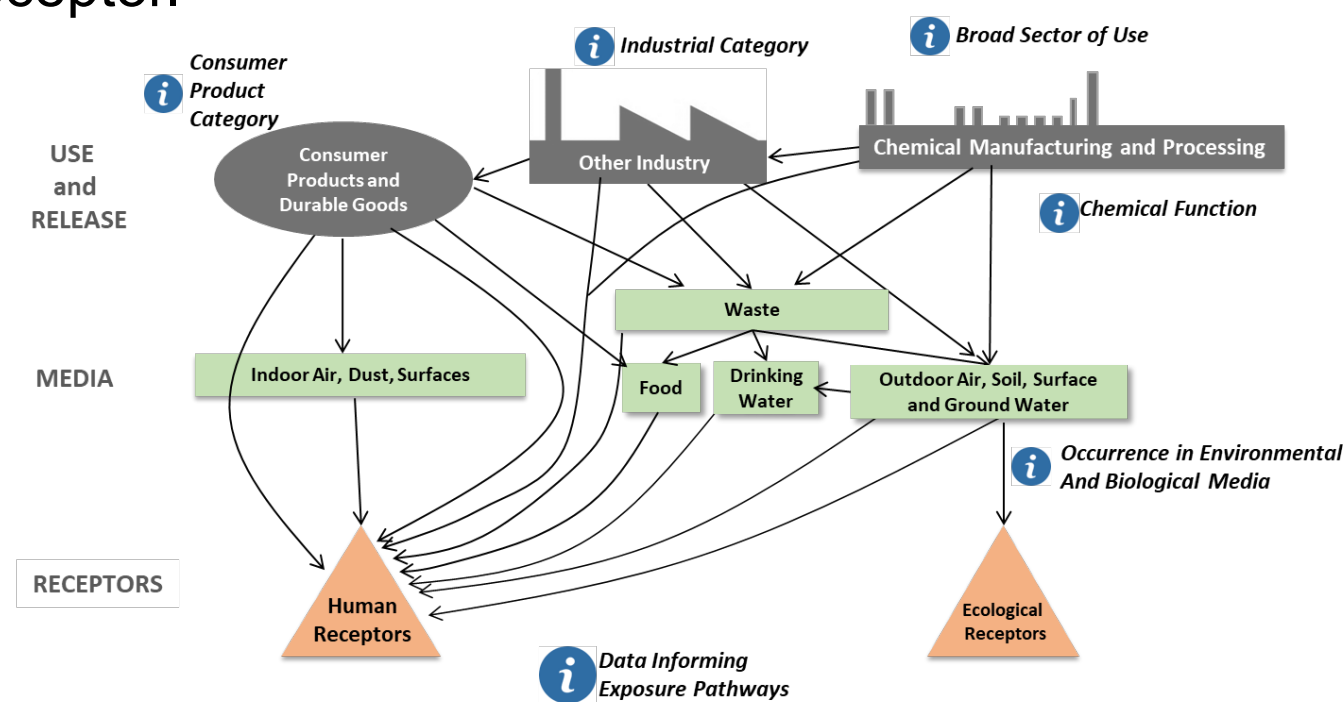 Industrial Category
Broad Sector of Use
Consumer
Product
Category
USE
and
RELEASE
Consumer
Products and
Durable Goods
Other Industry
Chemical Manufacturing and Processing
Chemical Function
Waste
MEDIA
Indoor Air, Dust, Surfaces
Food
Drinking
Water
Outdoor Air, Soil, Surface
and Ground Water
Occurrence in Environmental
And Biological Media
RECEPTORS
Human
Receptors
Ecological
Receptors
Data Informing
Exposure Pathways